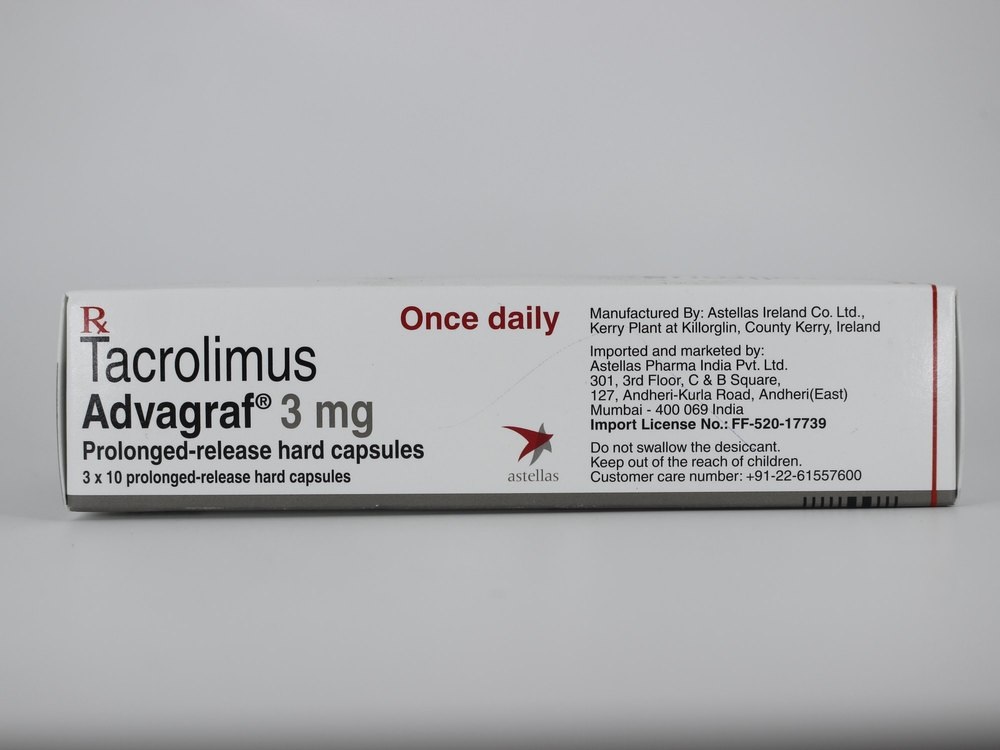 Rx
Tacrolimus
Advagraf® 3 mg
Prolonged-release hard capsules
3 x 10 prolonged-release hard capsules
Once daily
astellas
Manufactured By: Astellas Ireland Co. Ltd.,
Kerry Plant at Killorglin, County Kerry, Ireland
Imported and marketed by:
Astellas Pharma India Pvt. Ltd.
301, 3rd Floor, C & B Square,
127, Andheri-Kurla Road, Andheri(East)
Mumbai - 400 069 India
Import License No.: FF-520-17739
Do not swallow the desiccant.
Keep out of the reach of children.
Customer care number: +91-22-61557600